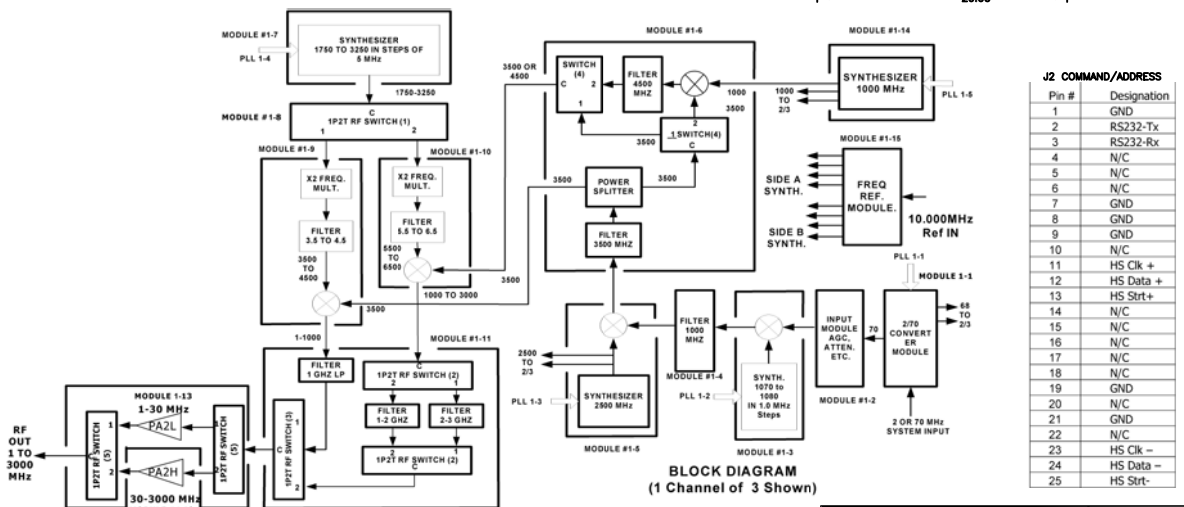 MODULE #1-7
PLL 1-4
SYNTHESIZER
1750 TO 3250 IN STEPS OF
5 MHz
1750-3250
MODULE #1-8
C
1P2T RF SWITCH (1)
1
2
MODULE #1-9
X2 FREQ.
MULT.
FILTER
3.5 TO 4.5
3500
TO
4500
MODULE #1-10
X2 FREQ.
MULT.
FILTER
5.5 TO 6.5
5500
TO
6500
3500 OR
4500
3500
3500
1000 TO 3000
1-1000
MODULE #1-6
SWITCH
(4)
C
2
1
FILTER
4500
MHZ
1000
3500
2
1 SWITCH(4)
C
3500
POWER
SPLITTER
3500
3500
FILTER
3500 MHZ
MODULE #1-14
SYNTHESIZER
1000 MHz
1000
TO
2/3
PLL 1-5
MODULE #1-15
SIDE A
SYNTH.
SIDE B
SYNTH.
FREQ
REF.
MODULE.
10.000MHz
Ref IN
PLL 1-1
MODULE 1-1
2/70
CONVERT
ER
MODULE
68
TO
2/3
70
2 OR 70 MHz
SYSTEM INPUT
INPUT
MODULE
AGC,
ATTEN.
ETC.
MODULE #1-2
SYNTH.
1070 to
1080
IN 1.0 MHz
Steps
PLL 1-2
MODULE #1-3
FILTER
1000
MHZ
MODULE #1-4
2500
TO
2/3
SYNTHESIZER
2500 MHz
PLL 1-3
MODULE #1-5
MODULE #1-11
FILTER
1 GHZ LP
C
1P2T RF SWITCH (2)
2
1
FILTER
1-2 GHZ
FILTER
2-3 GHZ
1P2T RF SWITCH (2)
C
1P2T RF SWITCH (3)
1
C
2
MODULE 1-13
1-30 MHz
PA2L
PA2H
30-3000 MHz
1P2T RF SWITCH
(5)
1P2T RF SWITCH
(5)
1
C
2
RF
OUT
1 TO
3000
MHz
BLOCK DIAGRAM
(1 Channel of 3 Shown)
J2 COMMAND/ADDRESS
Pin # Designation
1 GND
2 RS232-Tx
3 RS232-Rx
4 N/C
5 N/C
6 N/C
7 GND
8 GND
9 GND
10 N/C
11 HS Clk +
12 HS Data +
13 HS Strt+
14 N/C
15 N/C
16 N/C
17 N/C
18 N/C
19 GND
20 N/C
21 GND
22 N/C
23 HS Clk −
24 HS Data −
25 HS Strt-